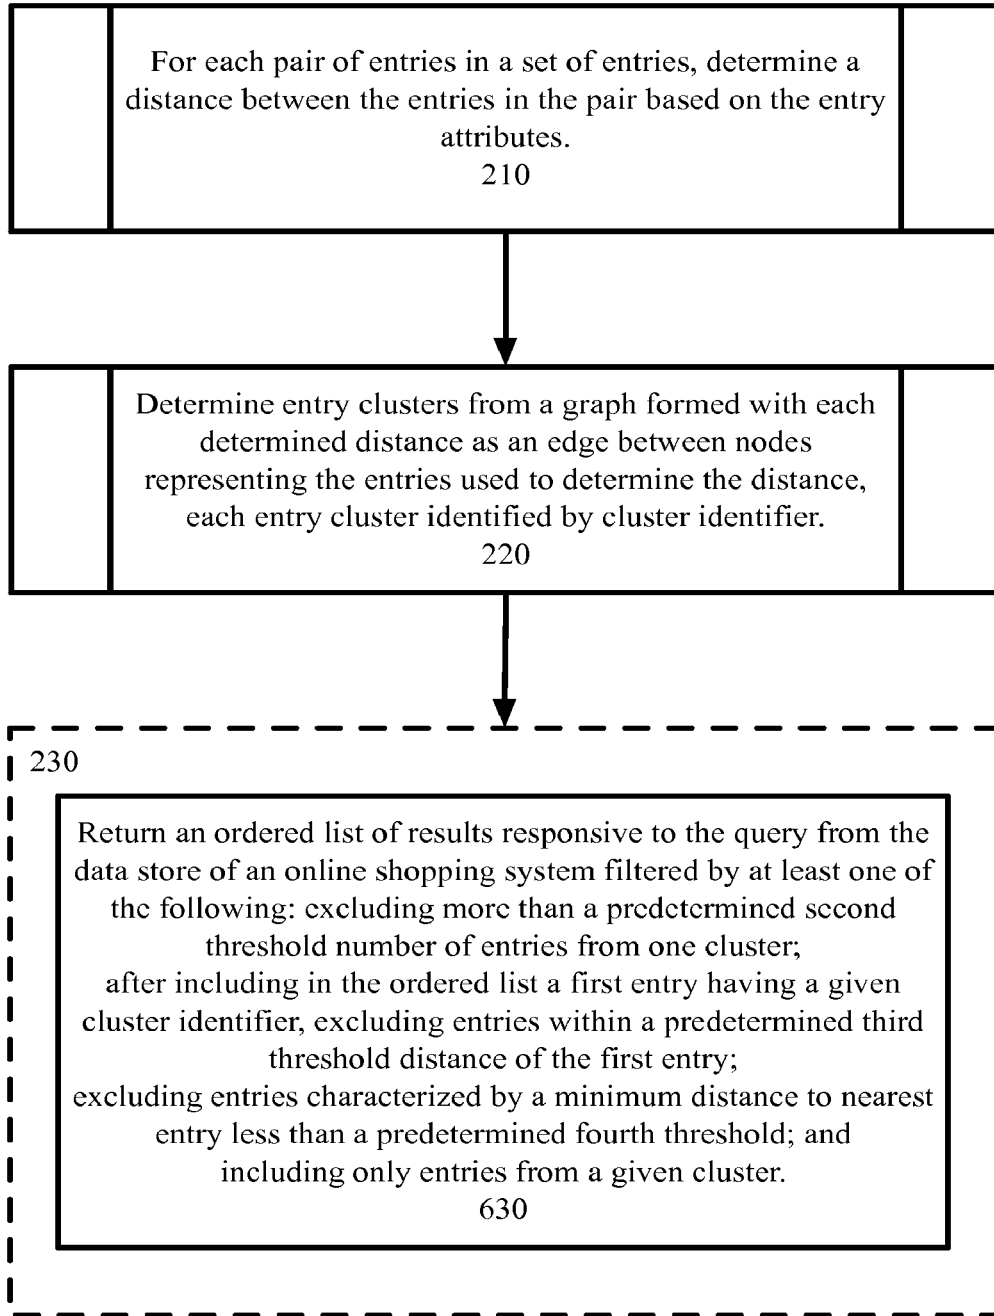 For each pair of entries in a set of entries, determine a
distance between the entries in the pair based on the entry
attributes.
210
Determine entry clusters from a graph formed with each
determined distance as an edge between nodes
representing the entries used to determine the distance,
each entry cluster identified by cluster identifier.
220
230
Return an ordered list of results responsive to the query from the
data store of an online shopping system filtered by at least one of
the following: excluding more than a predetermined second
threshold number of entries from one cluster;
after including in the ordered list a first entry having a given
cluster identifier, excluding entries within a predetermined third
threshold distance of the first entry;
excluding entries characterized by a minimum distance to nearest
entry less than a predetermined fourth threshold; and
including only entries from a given cluster.
630